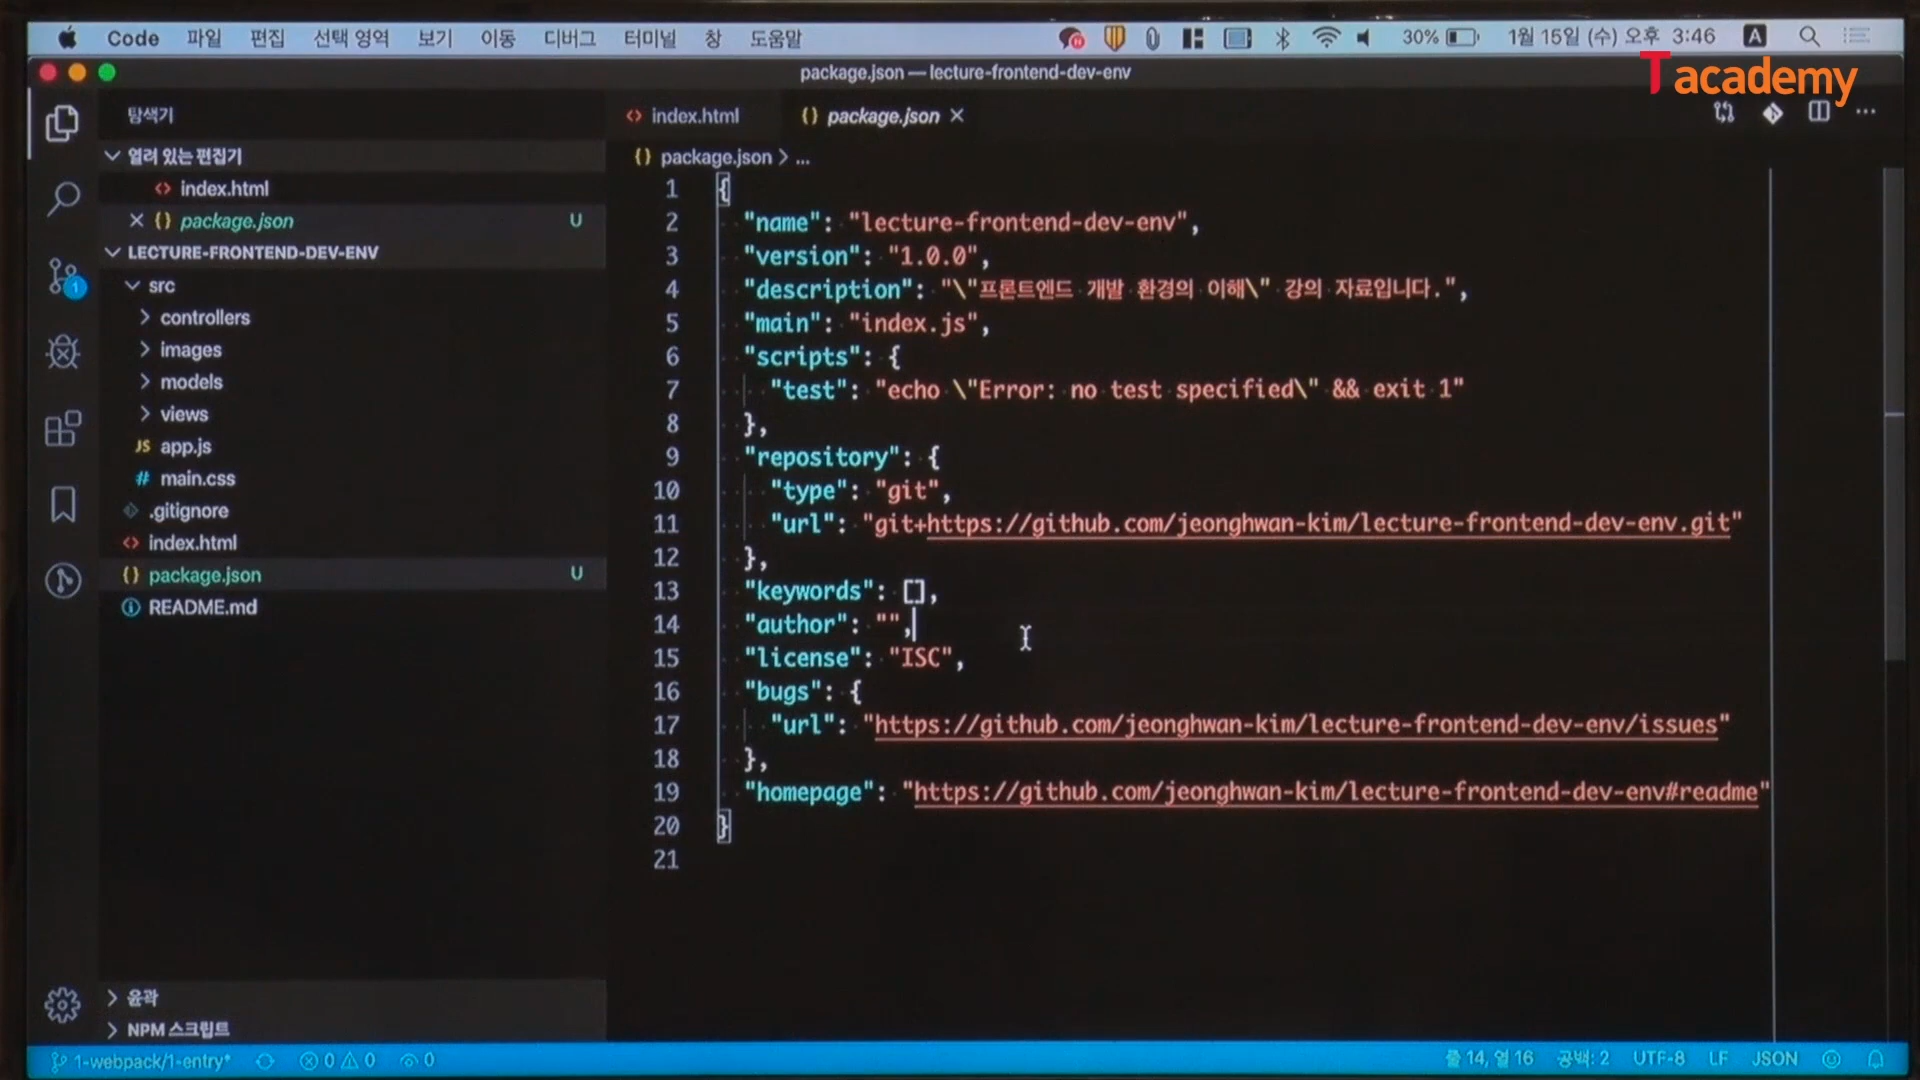 Code 파일 편집 선택 영역 보기 이동 디버그 터미널 창 도움말 30% 1월 15일 (수) 오후 3:46 A
package.json — lecture-frontend-dev-env
T academy
탐색기
열려 있는 편집기
index.html
package.json U
LECTURE-FRONTEND-DEV-ENV
src
controllers
images
models
views
JS app.js
# main.css
.gitignore
<> index.html
{} package.json U
README.md
윤곽
NPM 스크립트
<> index.html {} package.json ×
{} package.json > ...
1 {
2 "name": "lecture-frontend-dev-env",
3 "version": "1.0.0",
4 "description": "\"프론트엔드 개발 환경의 이해\" 강의 자료입니다.",
5 "main": "index.js",
6 "scripts": {
7 "test": "echo \"Error: no test specified\" && exit 1"
8 },
9 "repository": {
10 "type": "git",
11 "url": "git+https://github.com/jeonghwan-kim/lecture-frontend-dev-env.git"
12 },
13 "keywords": [],
14 "author": "",
15 "license": "ISC",
16 "bugs": {
17 "url": "https://github.com/jeonghwan-kim/lecture-frontend-dev-env/issues"
18 },
19 "homepage": "https://github.com/jeonghwan-kim/lecture-frontend-dev-env#readme"
20 }
21
1
1-webpack/1-entry* 0 0 0 줄 14, 열 16 공백: 2 UTF-8 LF JSON